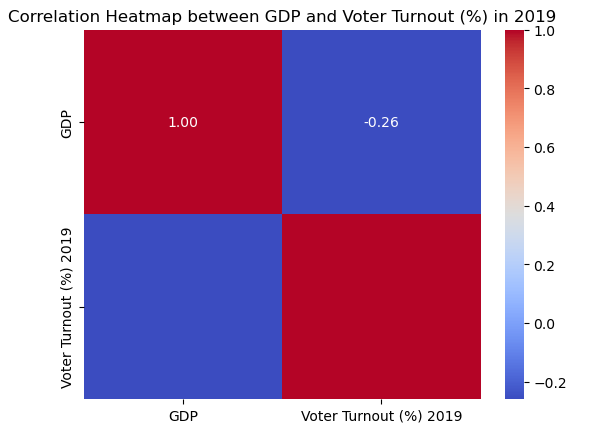 Correlation Heatmap between GDP and Voter Turnout (%) in 2019
GDP
Voter Turnout (%) 2019
1.00
-0.26
GDP
Voter Turnout (%) 2019
1.0
0.8
0.6
0.4
0.2
0.0
−0.2